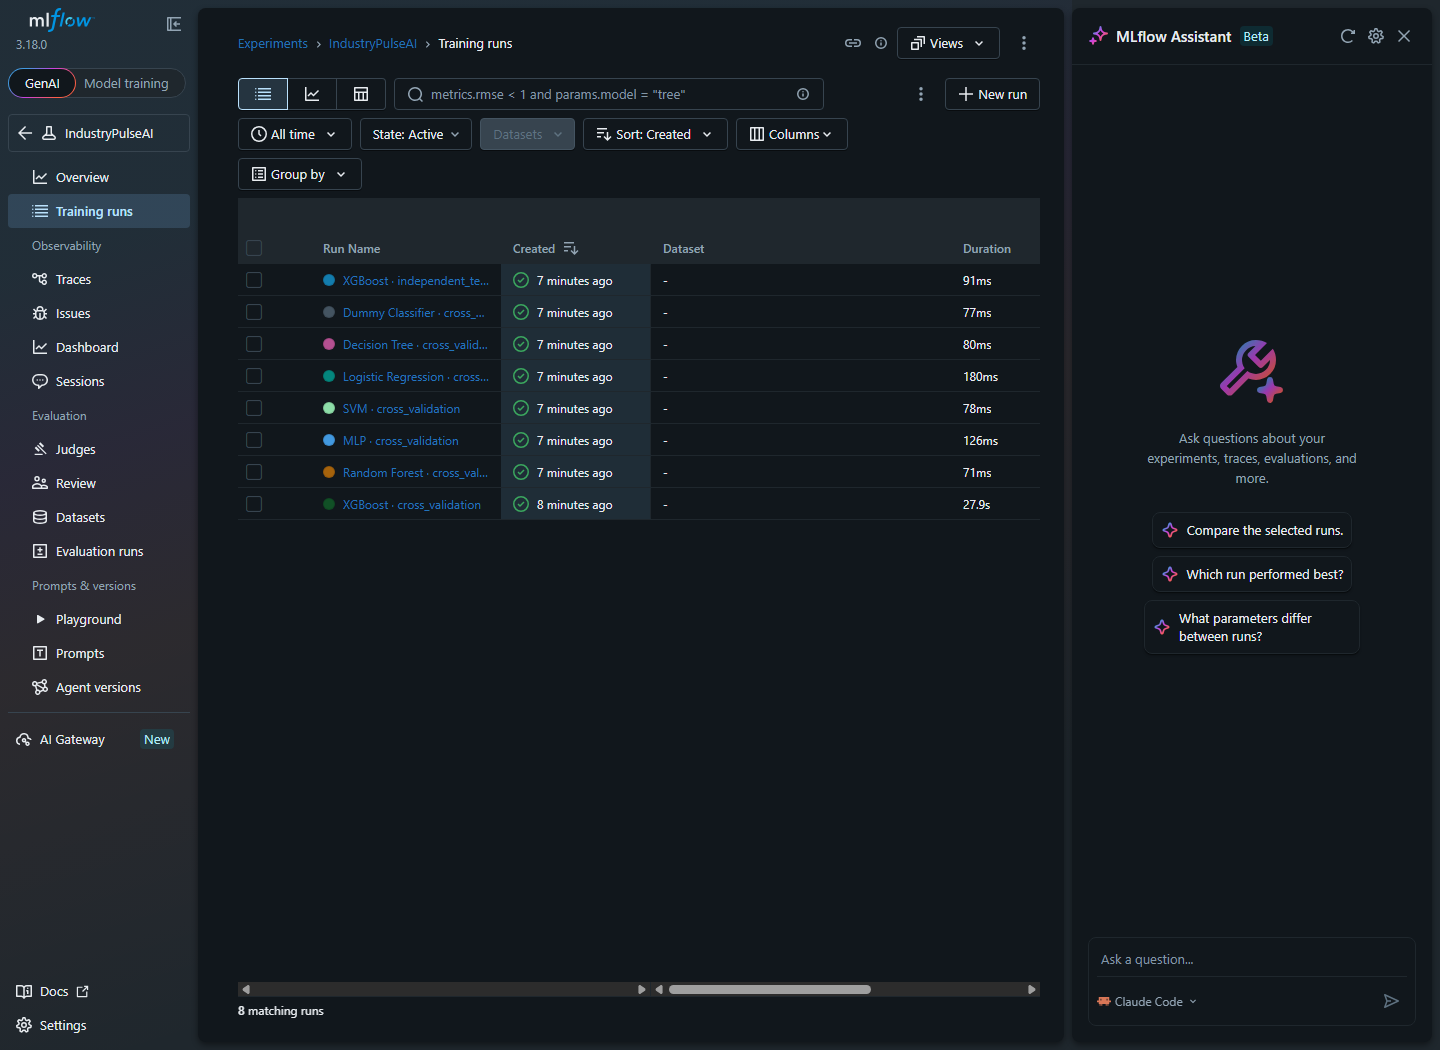 mlflow
3.18.0
GenAI
Model training
IndustryPulseAI
Overview
Training runs
Observability
Traces
Issues
Dashboard
Sessions
Evaluation
Judges
Review
Datasets
Evaluation runs
Prompts & versions
Playground
Prompts
Agent versions
AI Gateway New
Docs
Settings
Experiments › IndustryPulseAI › Training runs
Views
metrics.rmse < 1 and params.model = "tree"
New run
All time
State: Active
Datasets
Sort: Created
Columns
Group by
Run Name Created Dataset Duration
XGBoost · independent_te... 7 minutes ago - 91ms
Dummy Classifier · cross_... 7 minutes ago - 77ms
Decision Tree · cross_valid... 7 minutes ago - 80ms
Logistic Regression · cross... 7 minutes ago - 180ms
SVM · cross_validation 7 minutes ago - 78ms
MLP · cross_validation 7 minutes ago - 126ms
Random Forest · cross_val... 7 minutes ago - 71ms
XGBoost · cross_validation 8 minutes ago - 27.9s
8 matching runs
MLflow Assistant Beta
Ask questions about your
experiments, traces, evaluations, and
more.
Compare the selected runs.
Which run performed best?
What parameters differ
between runs?
Ask a question...
Claude Code